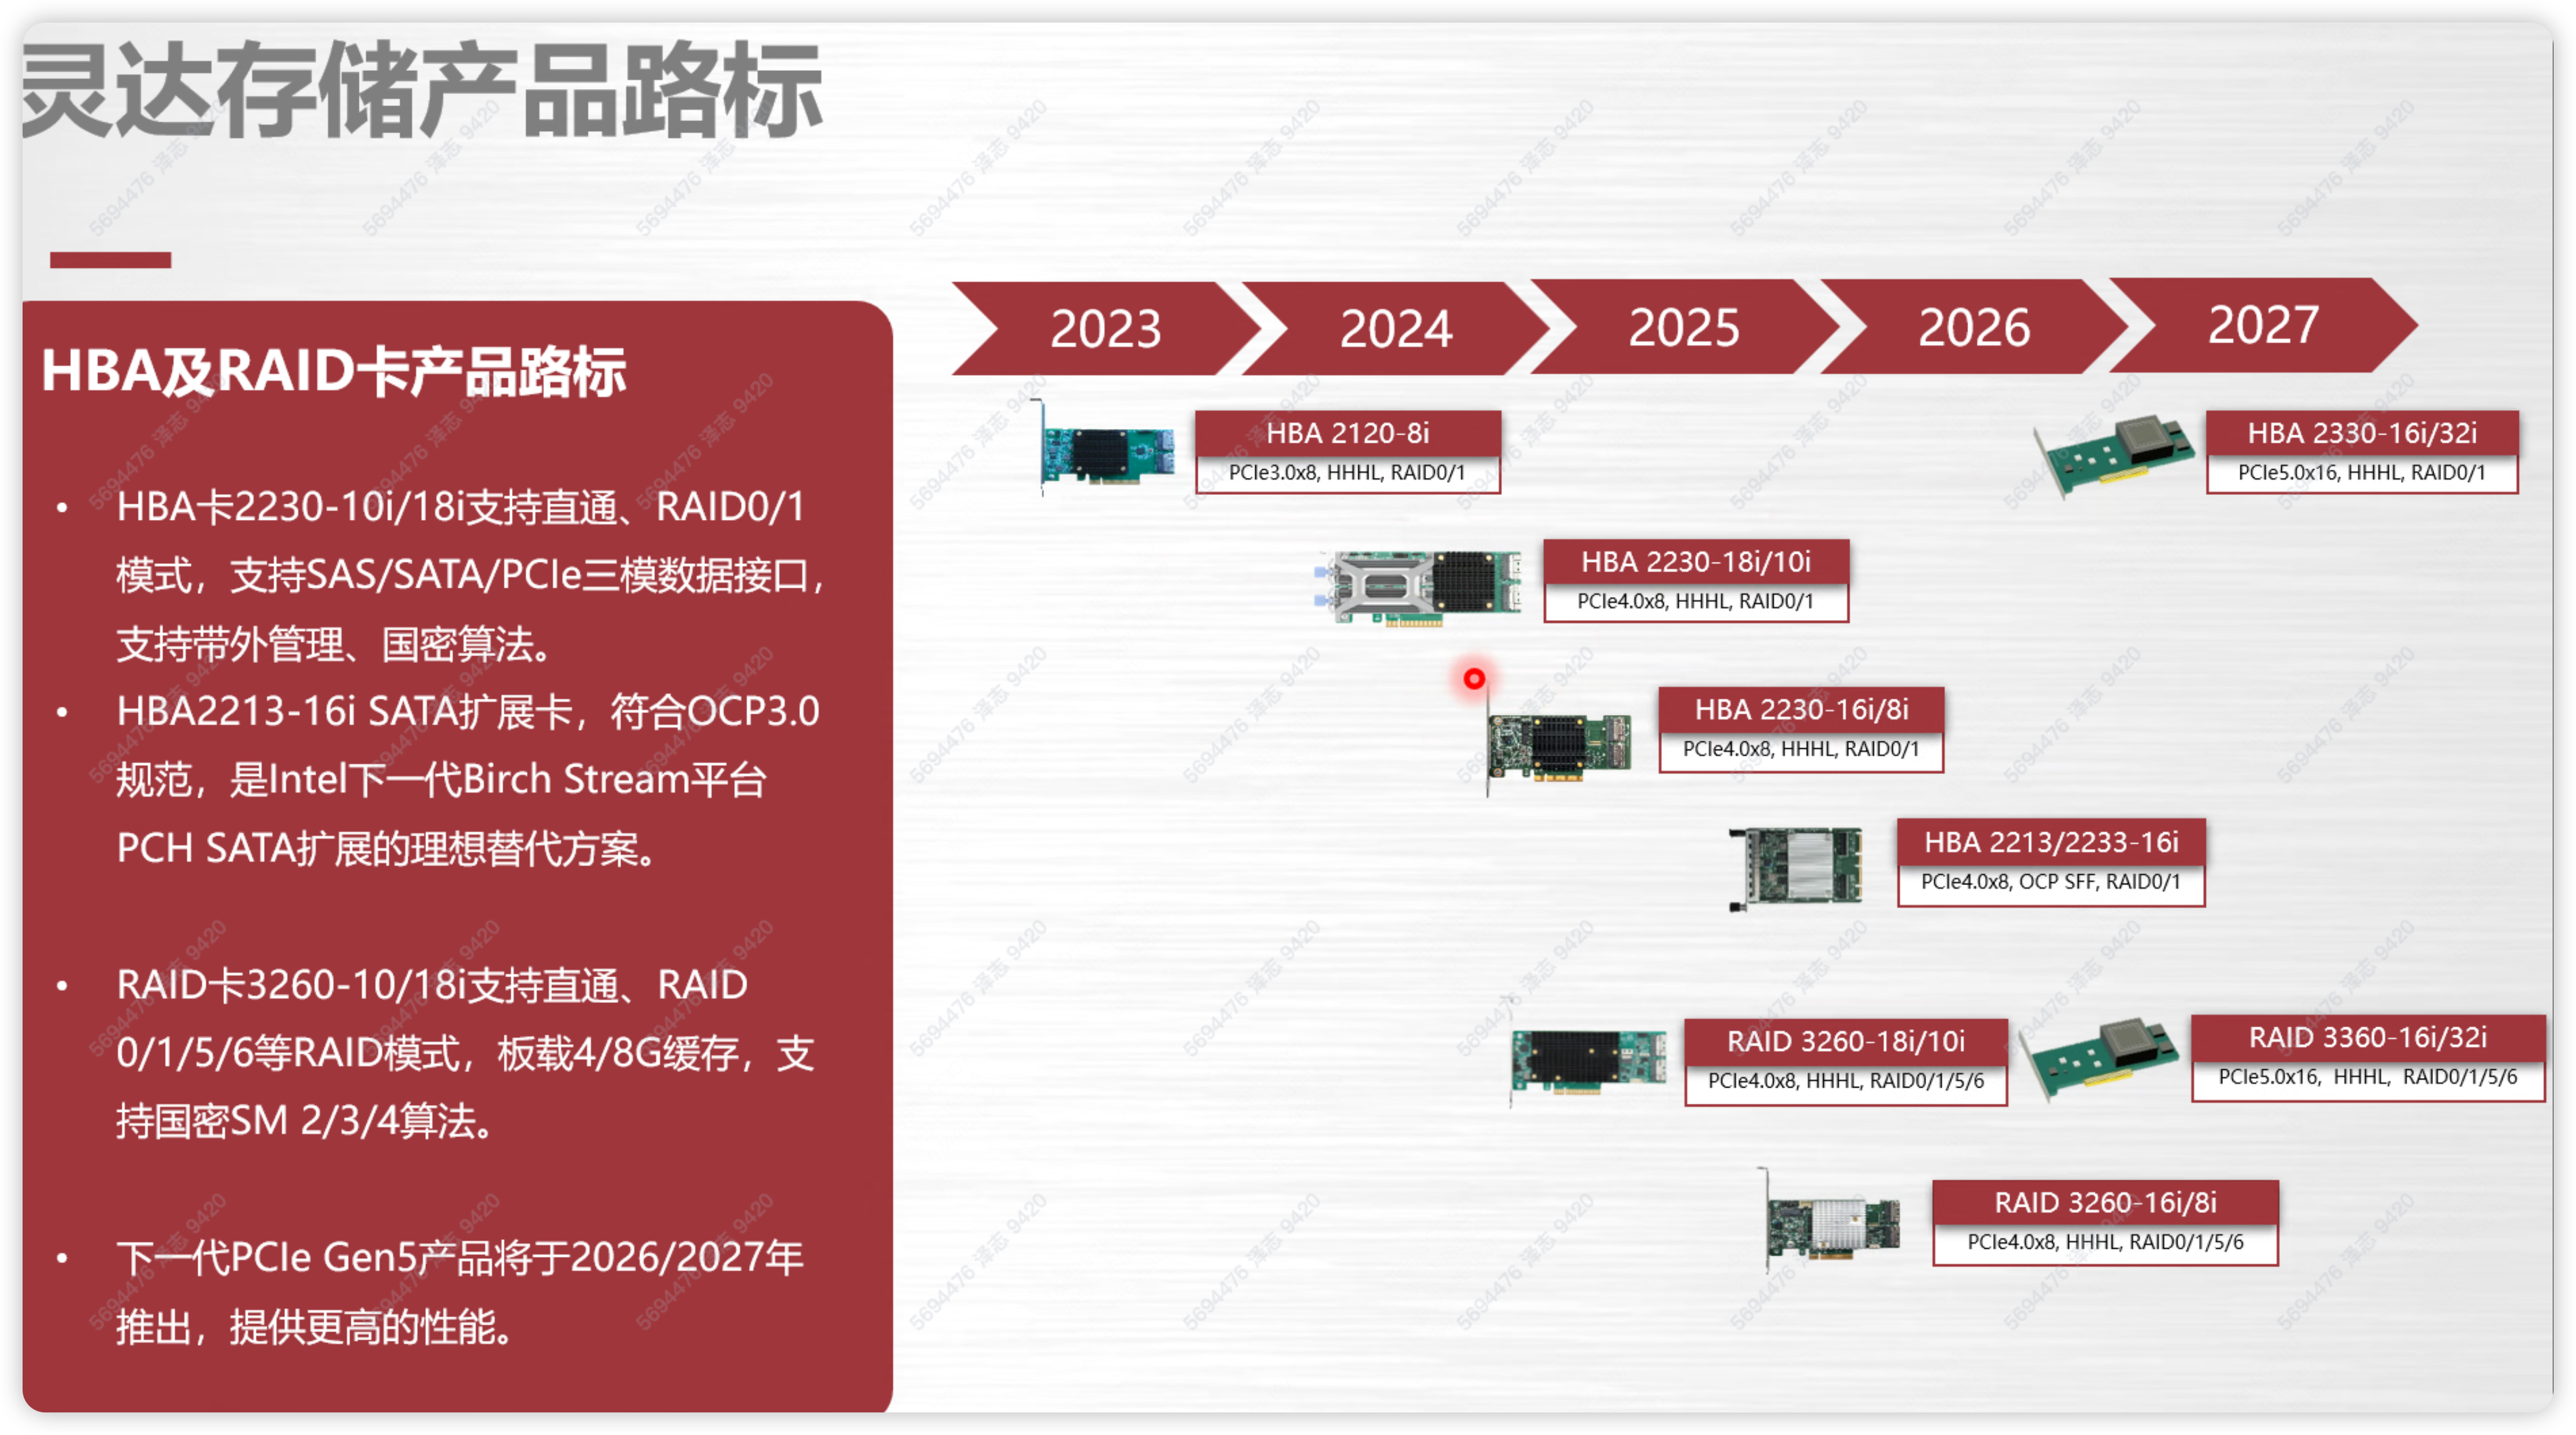 灵达存储产品路标
HBA及RAID卡产品路标
• HBA卡2230-10i/18i支持直通、RAID0/1
模式，支持SAS/SATA/PCIe三模数据接口，
支持带外管理、国密算法。
• HBA2213-16i SATA扩展卡，符合OCP3.0
规范，是Intel下一代Birch Stream平台
PCH SATA扩展的理想替代方案。
• RAID卡3260-10/18i支持直通、RAID
0/1/5/6等RAID模式，板载4/8G缓存，支
持国密SM 2/3/4算法。
• 下一代PCIe Gen5产品将于2026/2027年
推出，提供更高的性能。
2023
2024
2025
2026
2027
HBA 2120-8i
PCIe3.0x8, HHHL, RAID0/1
HBA 2330-16i/32i
PCIe5.0x16, HHHL, RAID0/1
HBA 2230-18i/10i
PCIe4.0x8, HHHL, RAID0/1
HBA 2230-16i/8i
PCIe4.0x8, HHHL, RAID0/1
HBA 2213/2233-16i
PCIe4.0x8, OCP SFF, RAID0/1
RAID 3260-18i/10i
PCIe4.0x8, HHHL, RAID0/1/5/6
RAID 3360-16i/32i
PCIe5.0x16, HHHL, RAID0/1/5/6
RAID 3260-16i/8i
PCIe4.0x8, HHHL, RAID0/1/5/6
5694476 泽志 9420